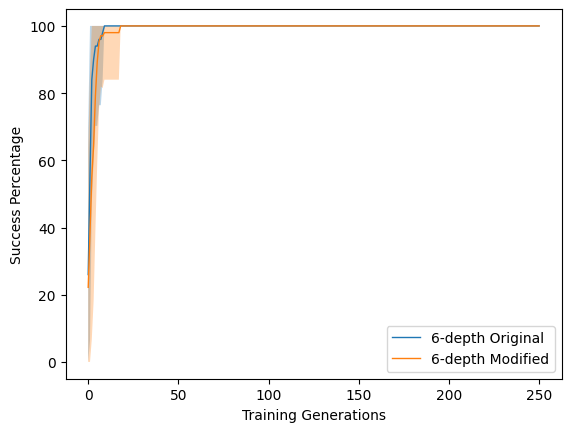 100
80
60
40
20
0
Success Percentage
6-depth Original
6-depth Modified
0 50 100 150 200 250
Training Generations